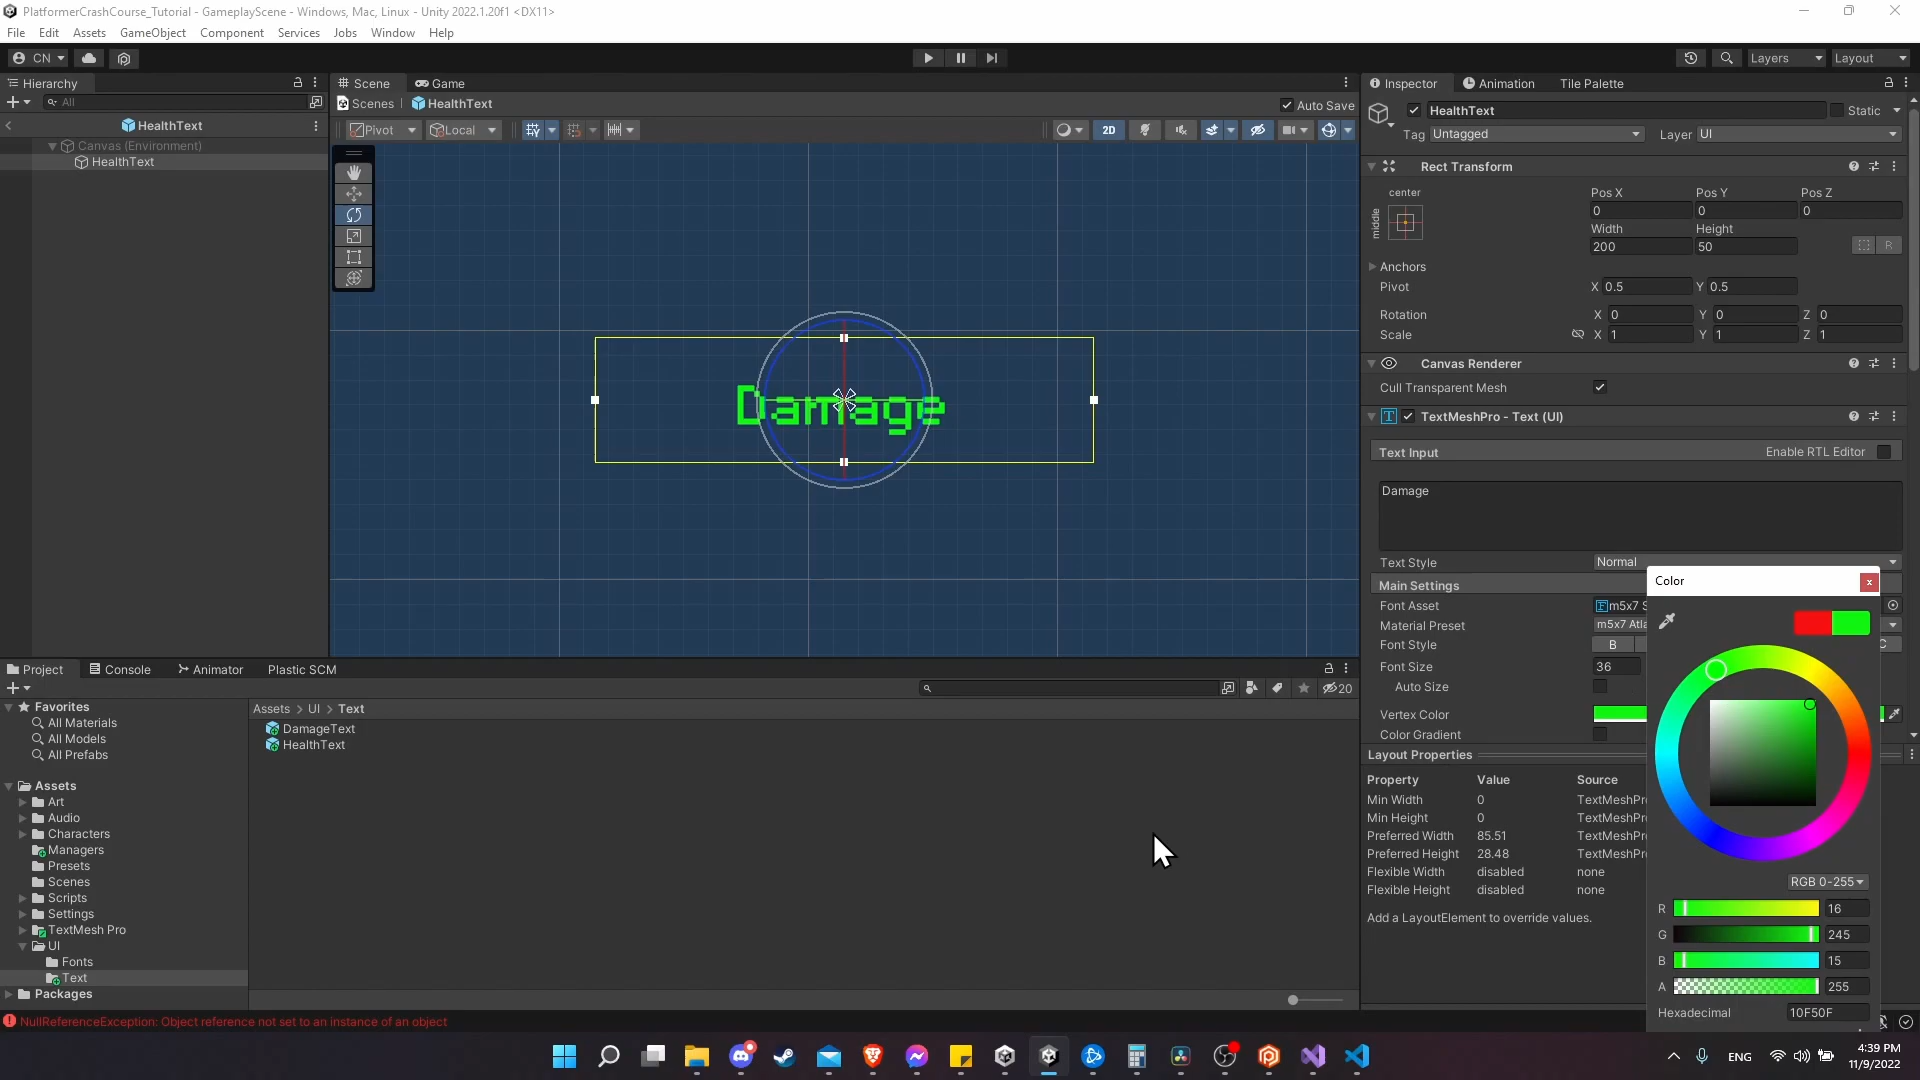 PlatformerCrashCourse_Tutorial - GameplayScene - Windows, Mac, Linux - Unity 2022.1.20f1 <DX11>
File Edit Assets GameObject Component Services Jobs Window Help
CN
Layers Layout
Hierarchy
All
HealthText
Canvas (Environment)
HealthText
Scene Game
Scenes HealthText
Auto Save
Pivot Local
2D
Damage
Inspector Animation Tile Palette
HealthText Static
Tag Untagged Layer UI
Rect Transform
center
middle
Pos X Pos Y Pos Z
0 0 0
Width Height
200 50
R
Anchors
Pivot X 0.5 Y 0.5
Rotation X 0 Y 0 Z 0
Scale X 1 Y 1 Z 1
Canvas Renderer
Cull Transparent Mesh
TextMeshPro - Text (UI)
Text Input Enable RTL Editor
Damage
Text Style Normal
Main Settings
Font Asset m5x7 S
Material Preset m5x7 Atla
Font Style B C
Font Size 36
Auto Size
Vertex Color
Color Gradient
Layout Properties
Property Value Source
Min Width 0 TextMeshPr
Min Height 0 TextMeshPr
Preferred Width 85.51 TextMeshPr
Preferred Height 28.48 TextMeshPr
Flexible Width disabled none
Flexible Height disabled none
Add a LayoutElement to override values.
Color
x
RGB 0-255
R 16
G 245
B 15
A 255
Hexadecimal 10F50F
Project Console Animator Plastic SCM
20
Favorites
All Materials
All Models
All Prefabs
Assets
Art
Audio
Characters
Managers
Presets
Scenes
Scripts
Settings
TextMesh Pro
UI
Fonts
Text
Packages
Assets > UI > Text
DamageText
HealthText
NullReferenceException: Object reference not set to an instance of an object
ENG
4:39 PM
11/9/2022